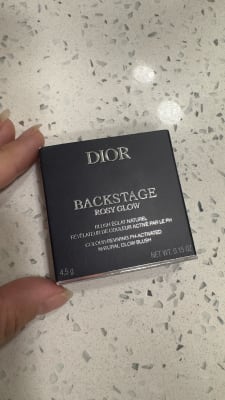 DIOR
BACKSTAGE
ROSY GLOW
BLUSH ÉCLAT NATUREL
RÉVÉLATEUR DE COULEUR ACTIVÉ PAR LE PH
COLOUR-REVIVING PH-ACTIVATED
NATURAL GLOW BLUSH
4,5 g
NET WT. 0.15 OZ.